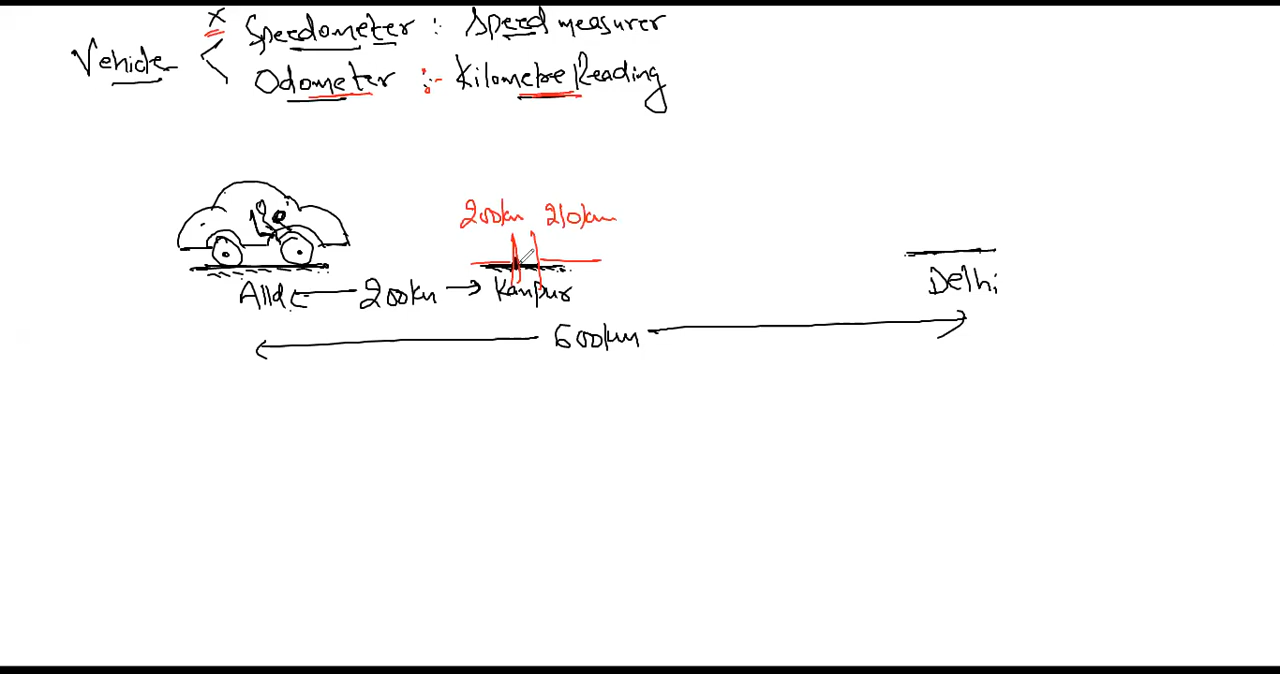 x
Vehicle
Speedometer : Speed measurer
Odometer :- Kilometre Reading
200km 210km
Alld 200km Kanpur
Delhi
600km